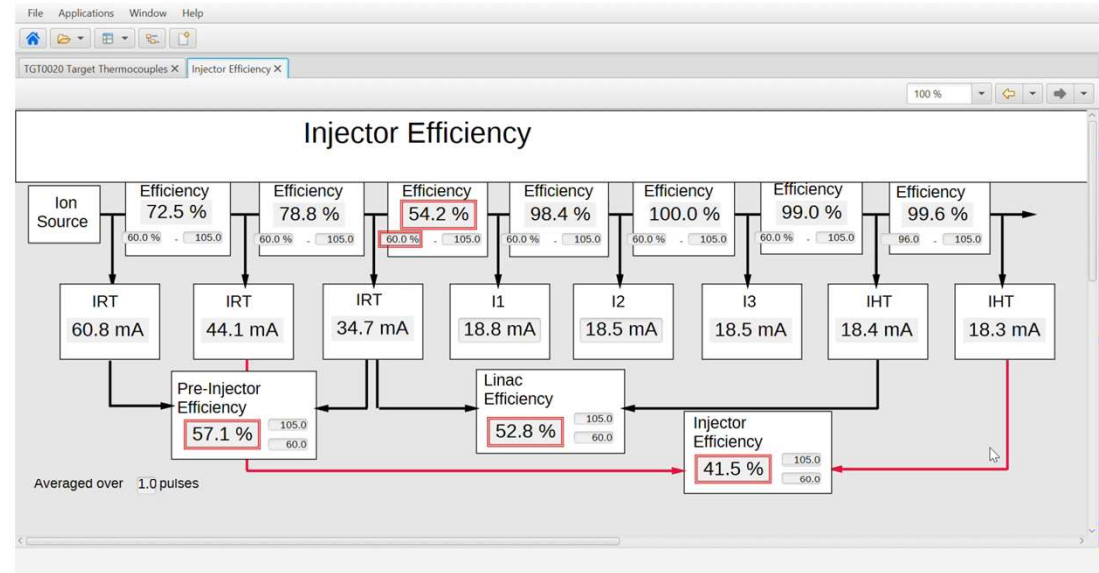 File Applications Window Help
TGT0020 Target Thermocouples X Injector Efficiency X
100 %
Injector Efficiency
Ion
Source
Efficiency
72.5 %
60.0 % - 105.0
Efficiency
78.8 %
60.0 % - 105.0
Efficiency
54.2 %
60.0 % - 105.0
Efficiency
98.4 %
60.0 % - 105.0
Efficiency
100.0 %
60.0 % - 105.0
Efficiency
99.0 %
60.0 % - 105.0
Efficiency
99.6 %
96.0 - 105.0
IRT
60.8 mA
IRT
44.1 mA
IRT
34.7 mA
I1
18.8 mA
I2
18.5 mA
I3
18.5 mA
IHT
18.4 mA
IHT
18.3 mA
Pre-Injector
Efficiency
57.1 %
105.0
60.0
Linac
Efficiency
52.8 %
105.0
60.0
Injector
Efficiency
41.5 %
105.0
60.0
Averaged over 1.0 pulses